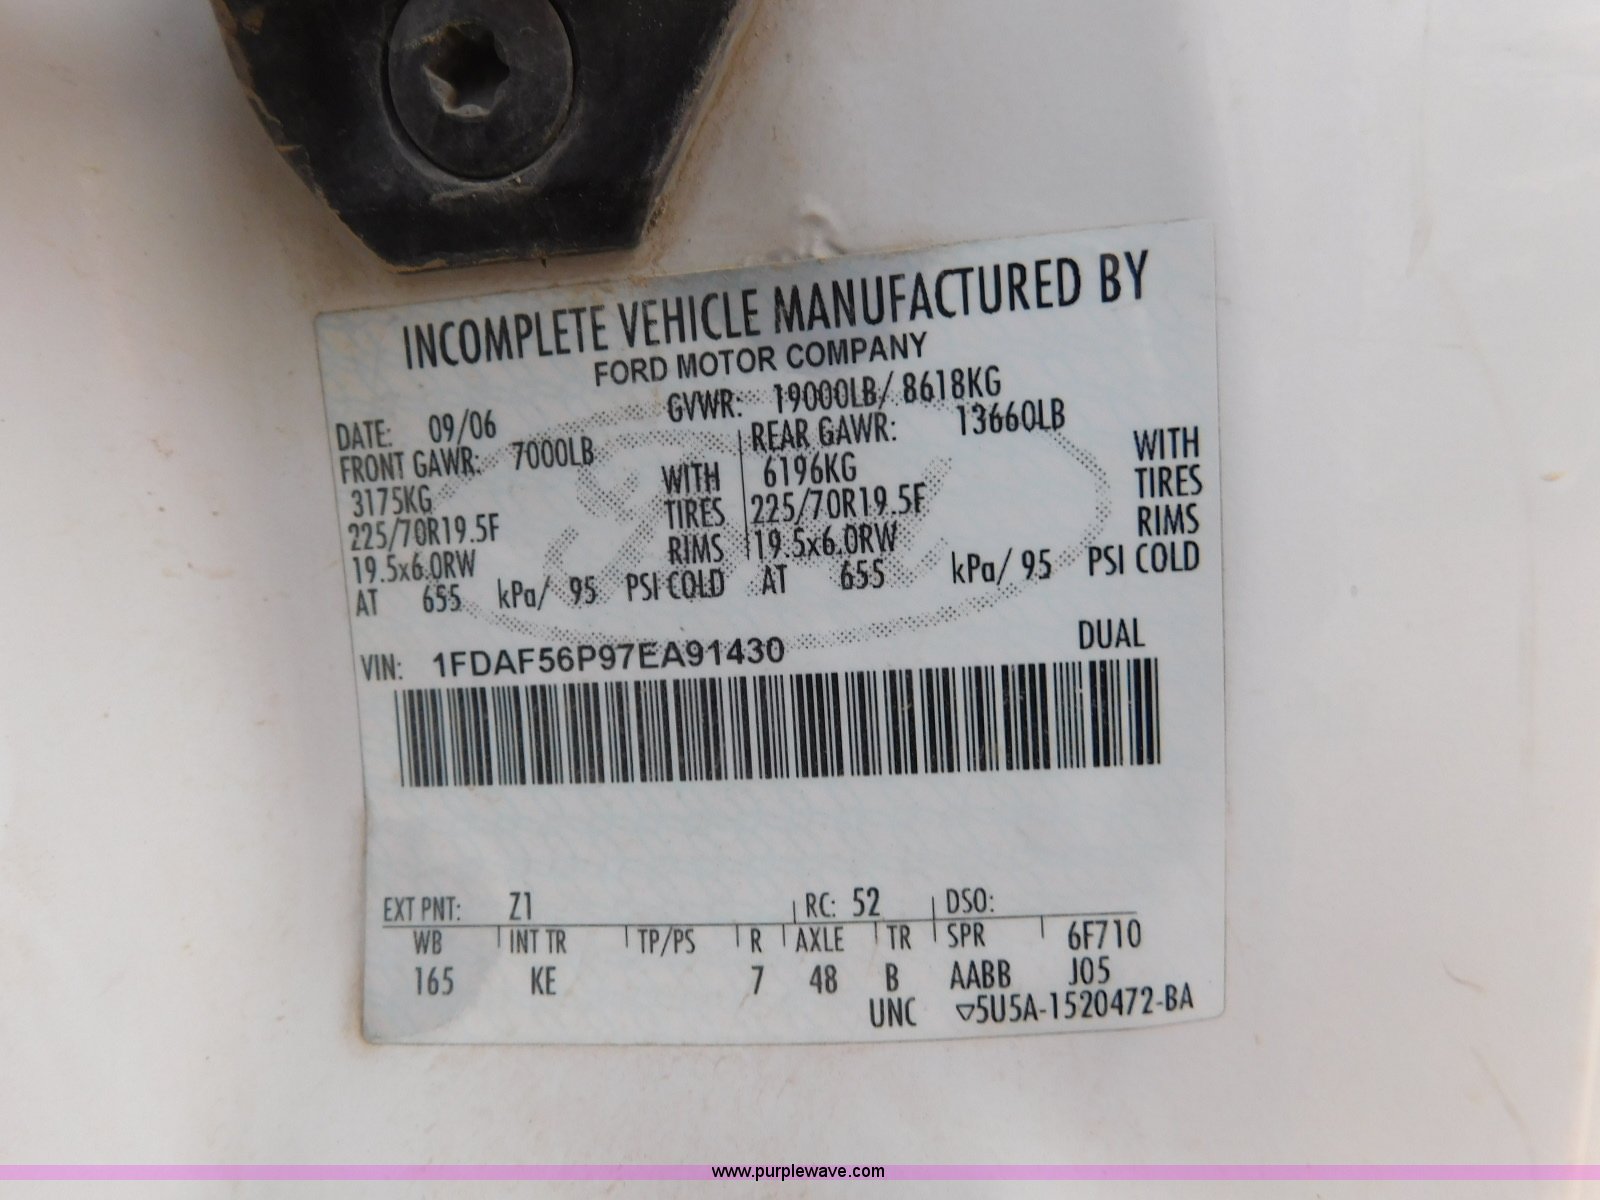 INCOMPLETE VEHICLE MANUFACTURED BY
FORD MOTOR COMPANY
DATE: 09/06 GVWR: 19000LB/ 8618KG
FRONT GAWR: 7000LB REAR GAWR: 13660LB
3175KG WITH 6196KG WITH
225/70R19.5F TIRES 225/70R19.5F TIRES
19.5x6.0RW RIMS 19.5x6.0RW RIMS
AT 655 kPa/ 95 PSI COLD AT 655 kPa/ 95 PSI COLD
VIN: 1FDAF56P97EA91430 DUAL
EXT PNT: Z1 RC: 52 DSO:
WB INT TR TP/PS R AXLE TR SPR 6F710
165 KE 7 48 B AABB J05
UNC ▽5U5A-1520472-BA
www.purplewave.com